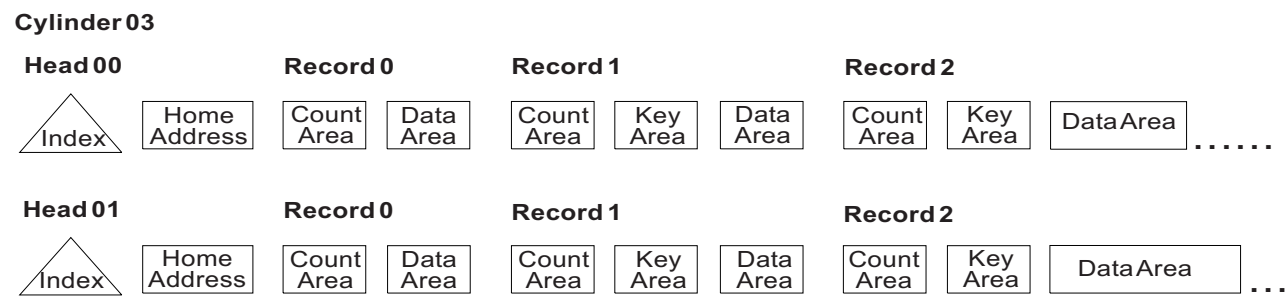 Cylinder 03
Head 00 Record 0 Record 1 Record 2
Index Home Address Count Area Data Area Count Area Key Area Data Area Count Area Key Area Data Area ......
Head 01 Record 0 Record 1 Record 2
Index Home Address Count Area Data Area Count Area Key Area Data Area Count Area Key Area Data Area ...